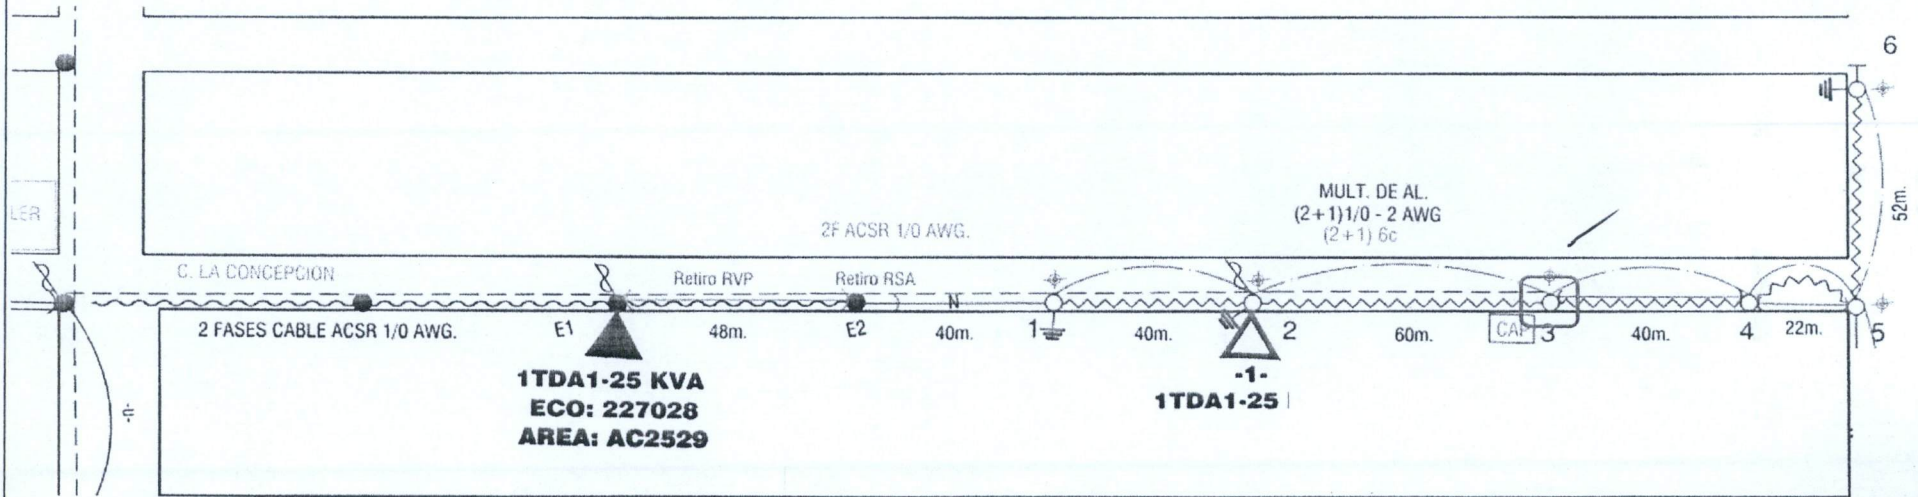 6
LER
MULT. DE AL.
(2+1)1/0 - 2 AWG
(2+1) 6c
52m.
2F ACSR 1/0 AWG.
C. LA CONCEPCION
Retiro RVP
Retiro RSA
N
2 FASES CABLE ACSR 1/0 AWG.
E1
48m.
E2
40m.
1
40m.
2
60m.
CAP
3
40m.
4
22m.
5
1TDA1-25 KVA
ECO: 227028
AREA: AC2529
-1-
1TDA1-25